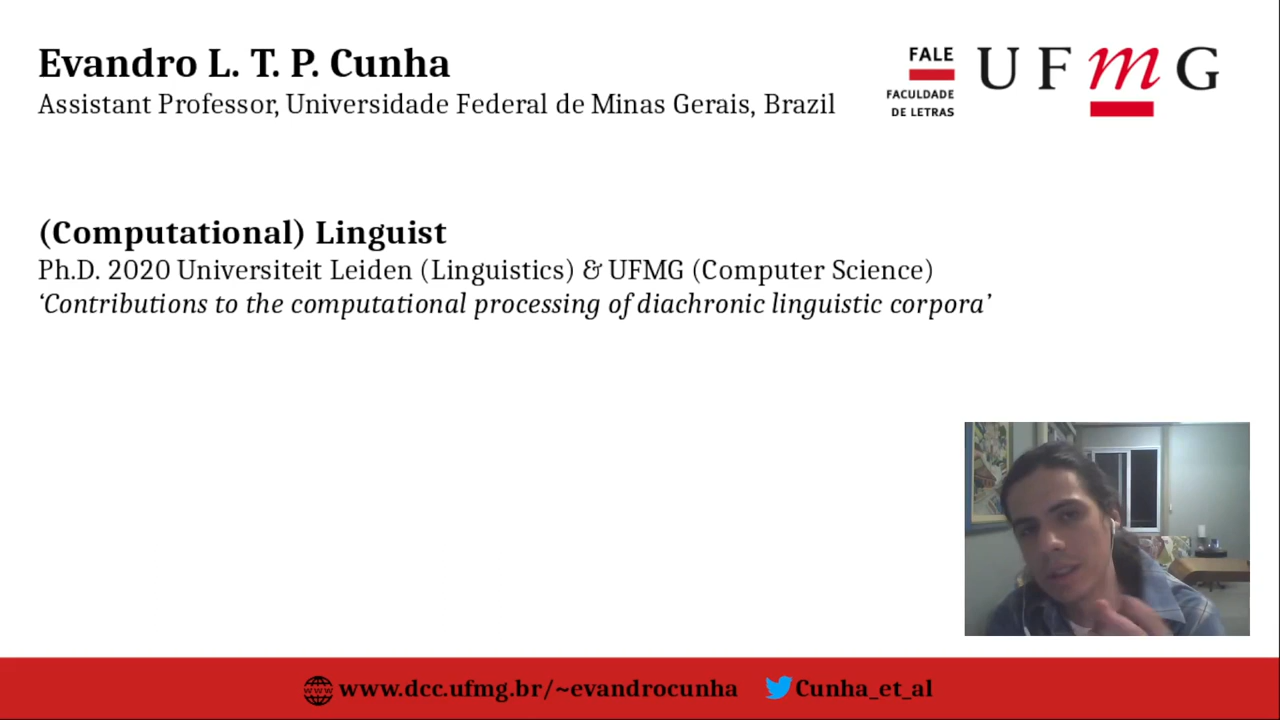 Evandro L. T. P. Cunha
Assistant Professor, Universidade Federal de Minas Gerais, Brazil
FALE
FACULDADE
DE LETRAS
UFmG
(Computational) Linguist
Ph.D. 2020 Universiteit Leiden (Linguistics) & UFMG (Computer Science)
‘Contributions to the computational processing of diachronic linguistic corpora’
www.dcc.ufmg.br/~evandrocunha
Cunha_et_al